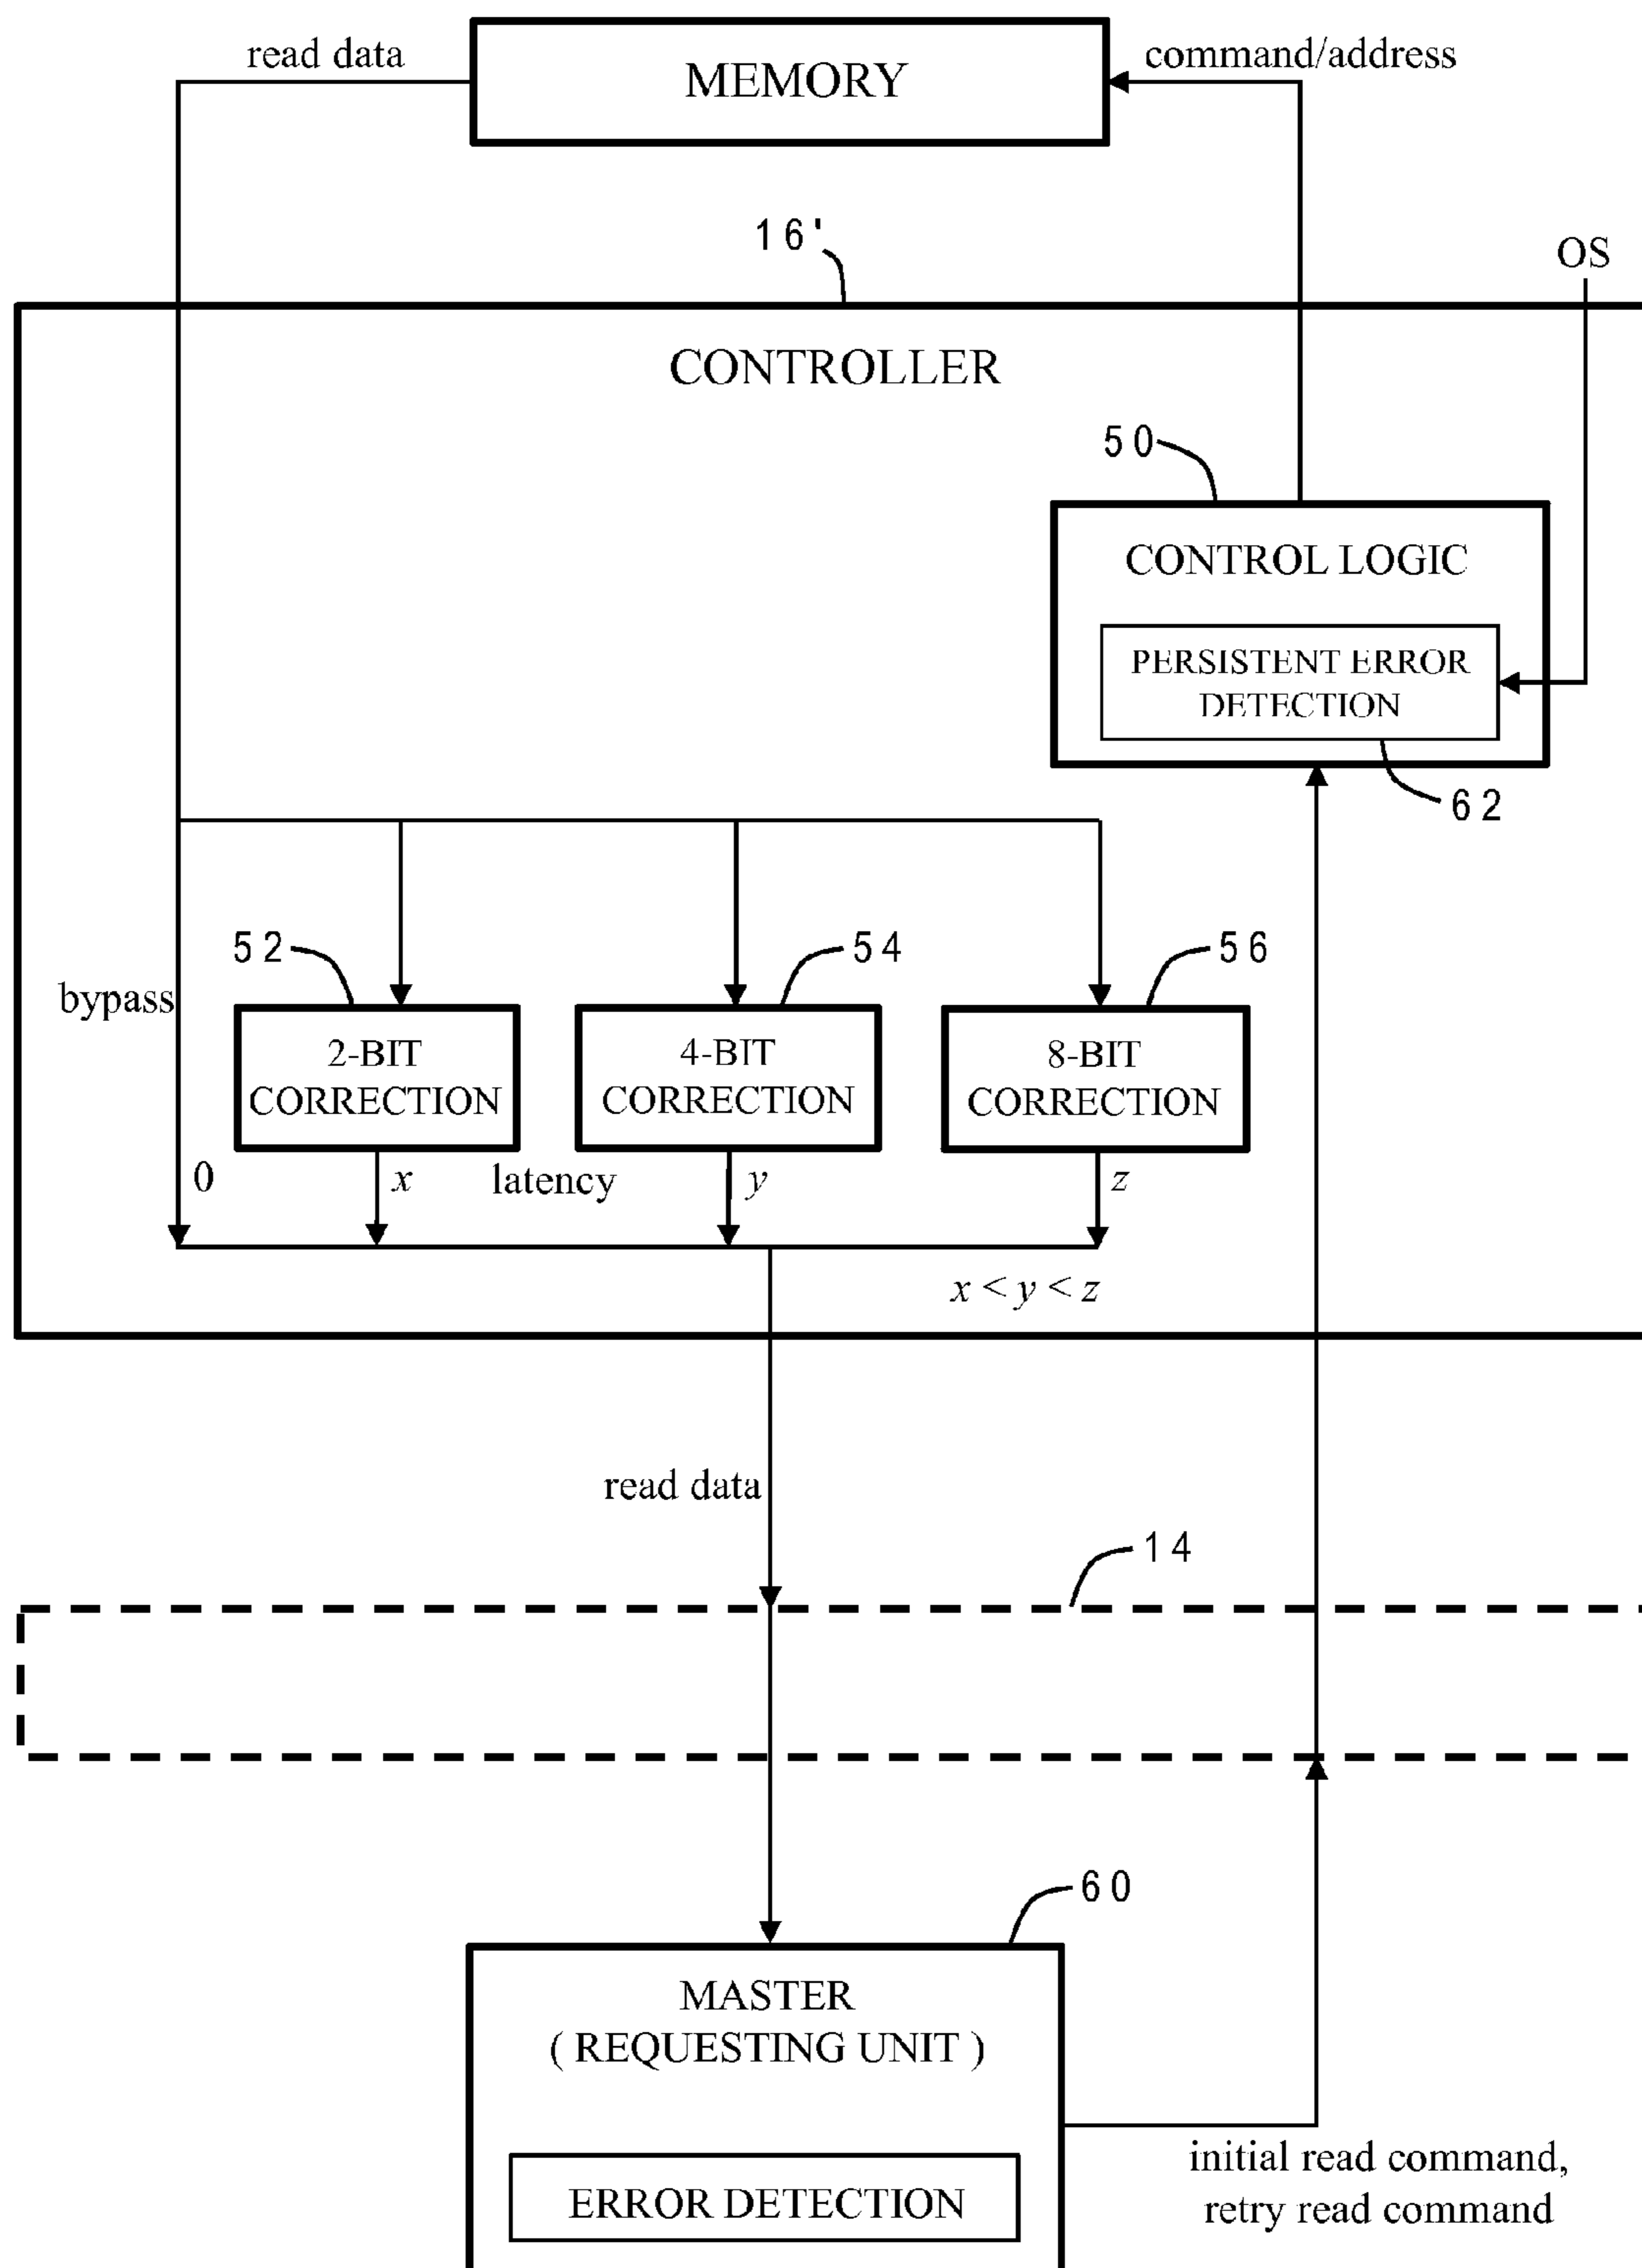 read data
MEMORY
command/address
16'
OS
CONTROLLER
50
CONTROL LOGIC
PERSISTENT ERROR
DETECTION
62
52
54
56
bypass
2-BIT
CORRECTION
4-BIT
CORRECTION
8-BIT
CORRECTION
0
x
latency
y
z
x < y < z
read data
14
60
MASTER
( REQUESTING UNIT )
ERROR DETECTION
initial read command,
retry read command